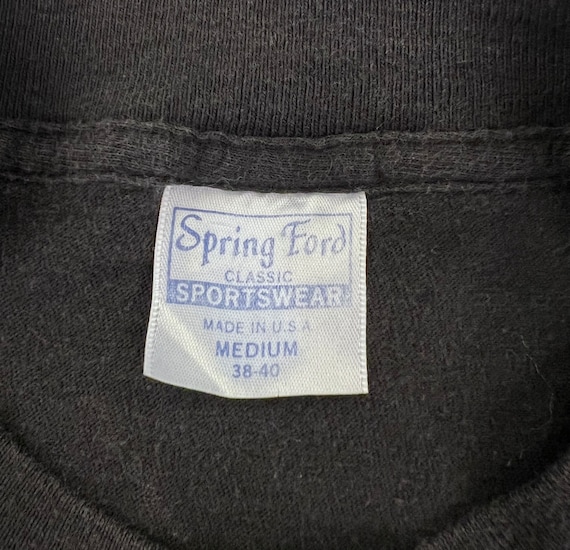 Spring Ford
CLASSIC
SPORTSWEAR
MADE IN U.S.A
MEDIUM
38-40